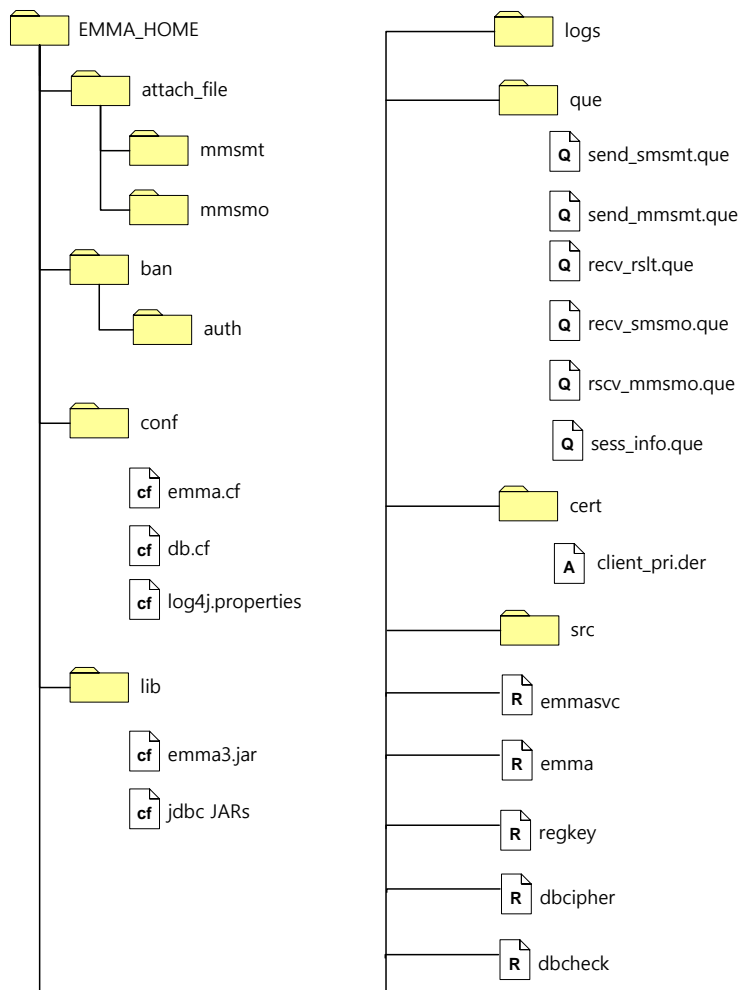 EMMA_HOME
attach_file
mmsmt
mmsmo
ban
auth
conf
cf emma.cf
cf db.cf
cf log4j.properties
lib
cf emma3.jar
cf jdbc JARs
logs
que
Q send_smsmt.que
Q send_mmsmt.que
Q recv_rslt.que
Q recv_smsmo.que
Q rscv_mmsmo.que
Q sess_info.que
cert
A client_pri.der
src
R emmasvc
R emma
R regkey
R dbcipher
R dbcheck